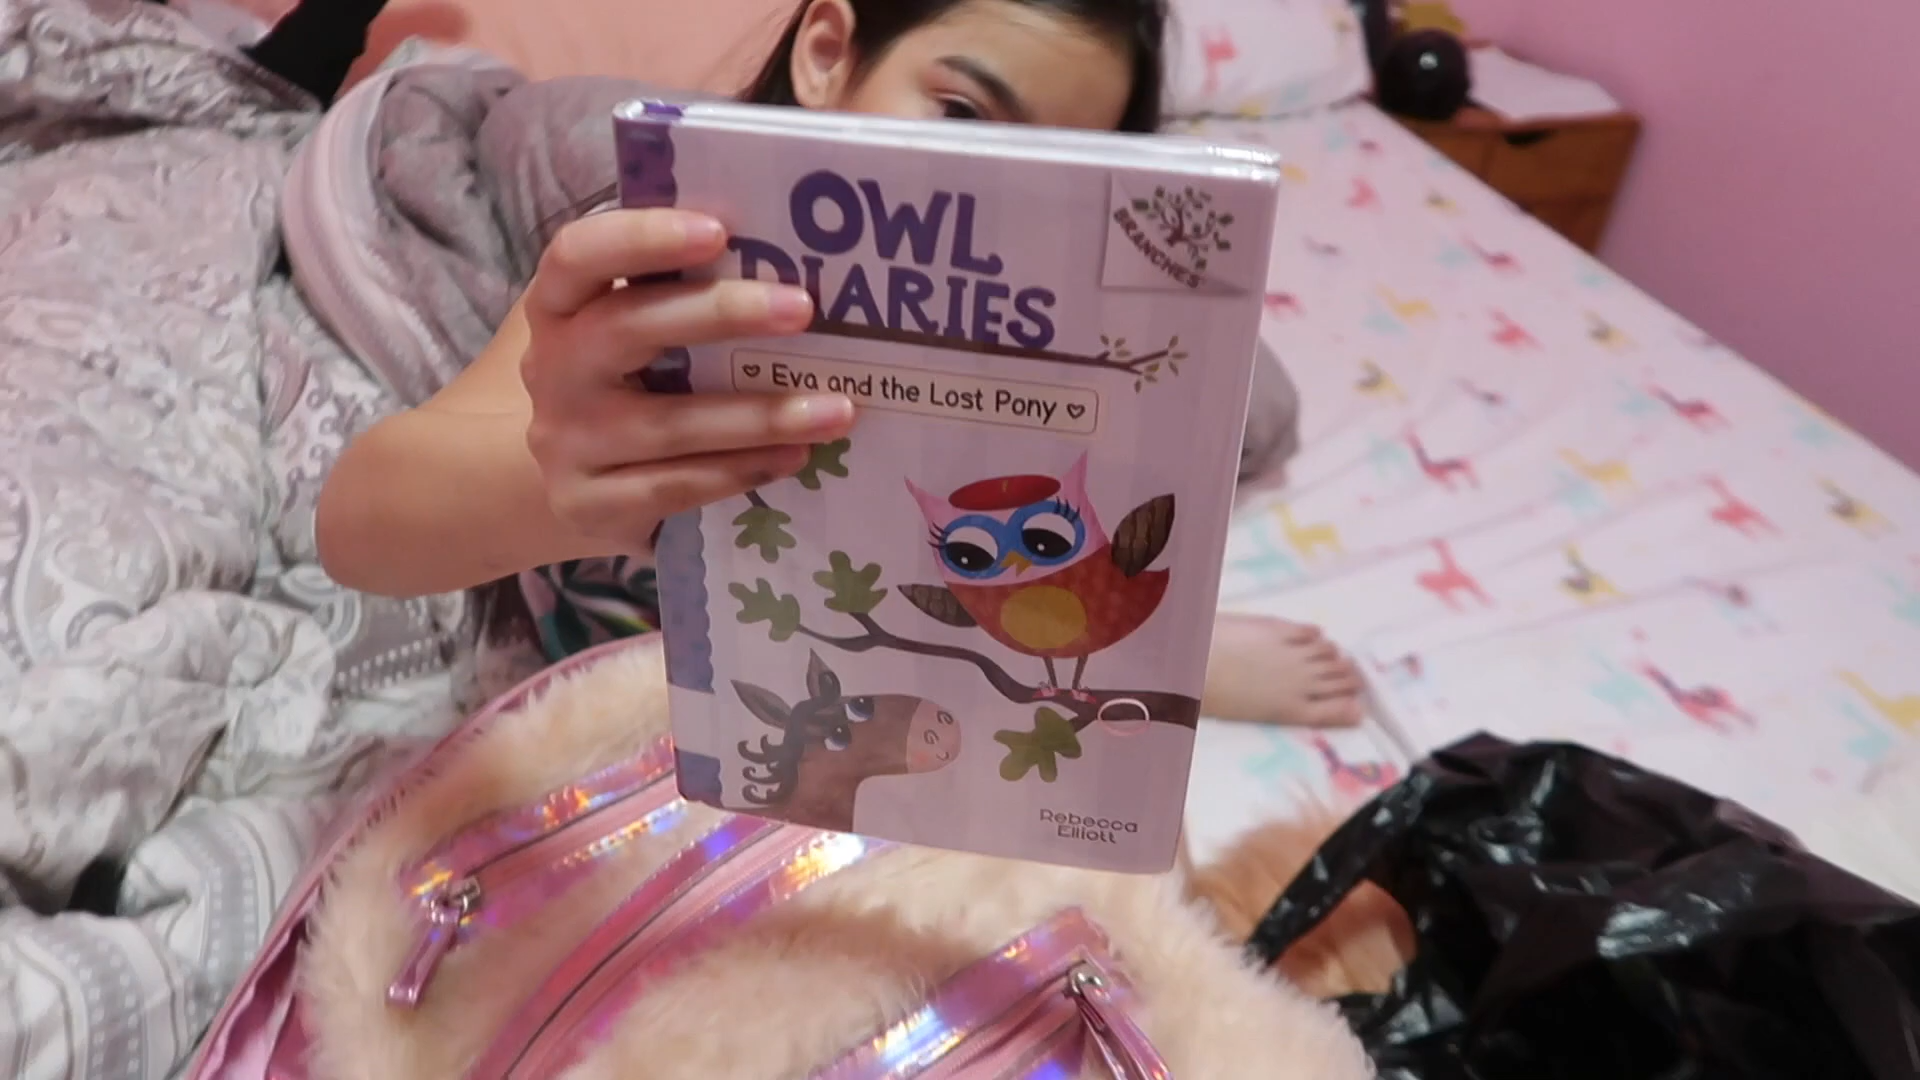 OWL
DIARIES
BRANCHES
Eva and the Lost Pony
Rebecca
Elliott